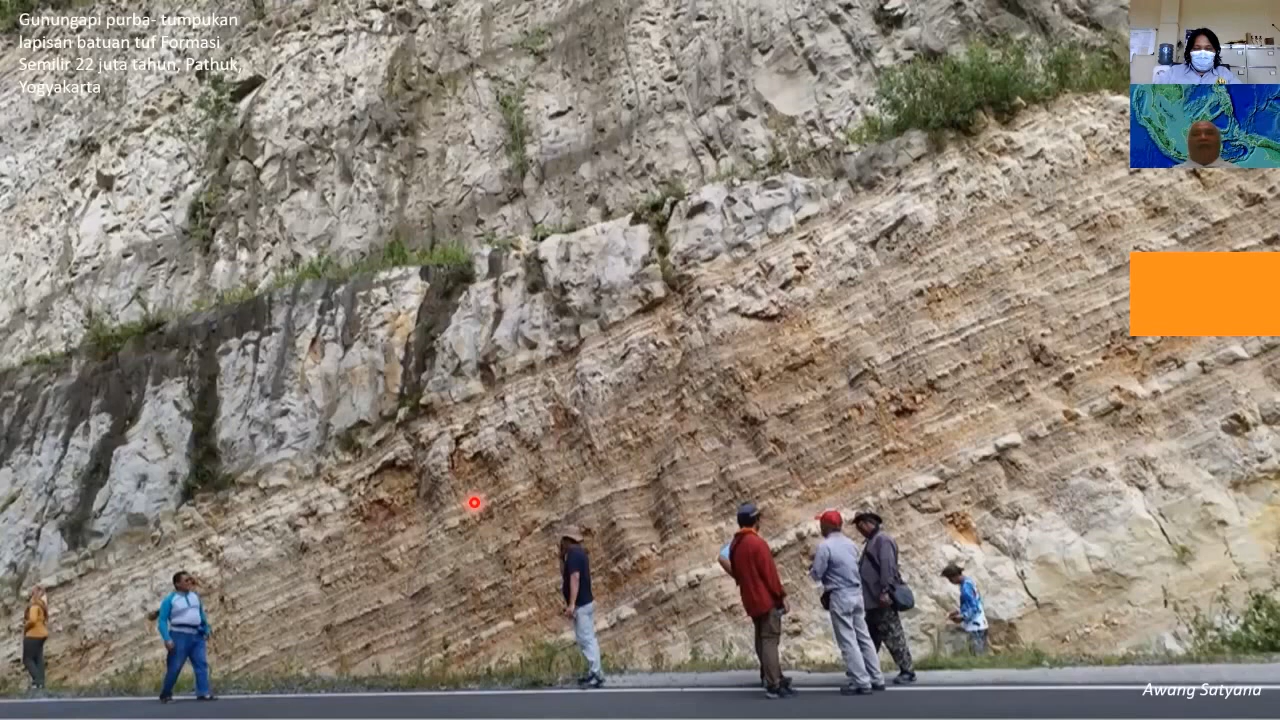 Gunungapi purba- tumpukan
lapisan batuan tuf Formasi
Semilir 22 juta tahun, Pathuk,
Yogyakarta
Awang Satyana